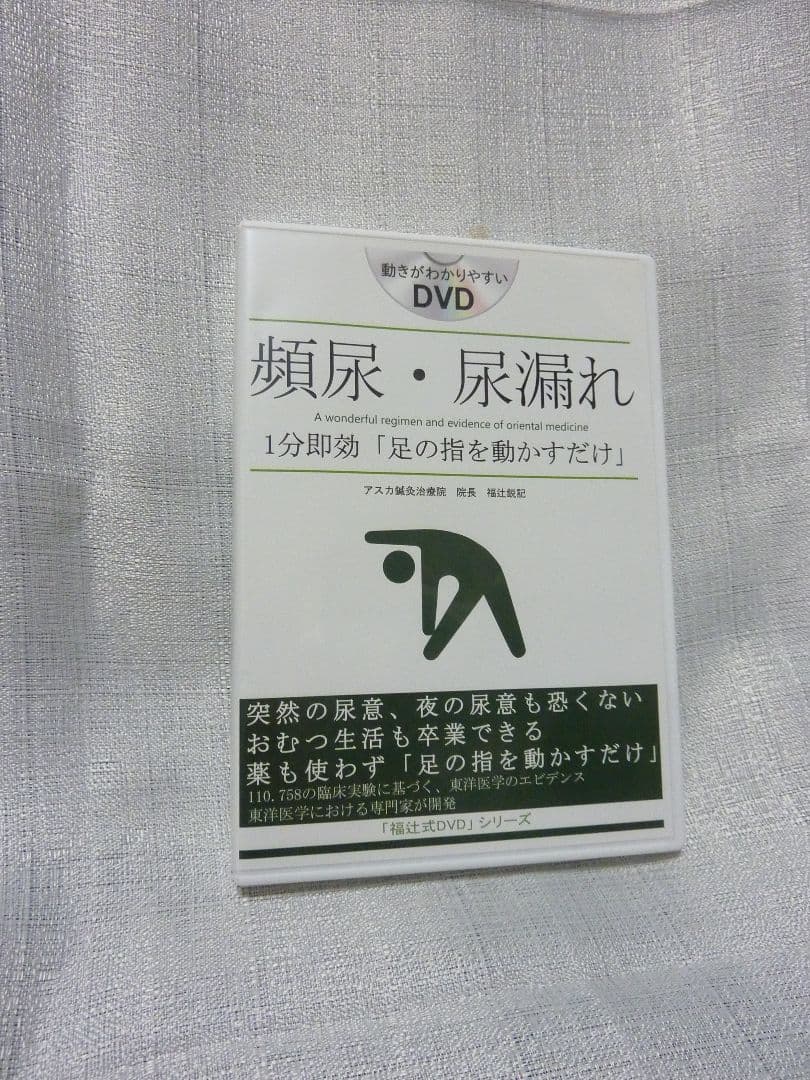 動きがわかりやすい
DVD
頻尿・尿漏れ
A wonderful regimen and evidence of oriental medicine
1分即効「足の指を動かすだけ」
アスカ鍼灸治療院 院長 福辻鋭記
突然の尿意、夜の尿意も恐くない
おむつ生活も卒業できる
薬も使わず「足の指を動かすだけ」
110.758の臨床実験に基づく、東洋医学のエビデンス
東洋医学における専門家が開発
「福辻式DVD」シリーズ